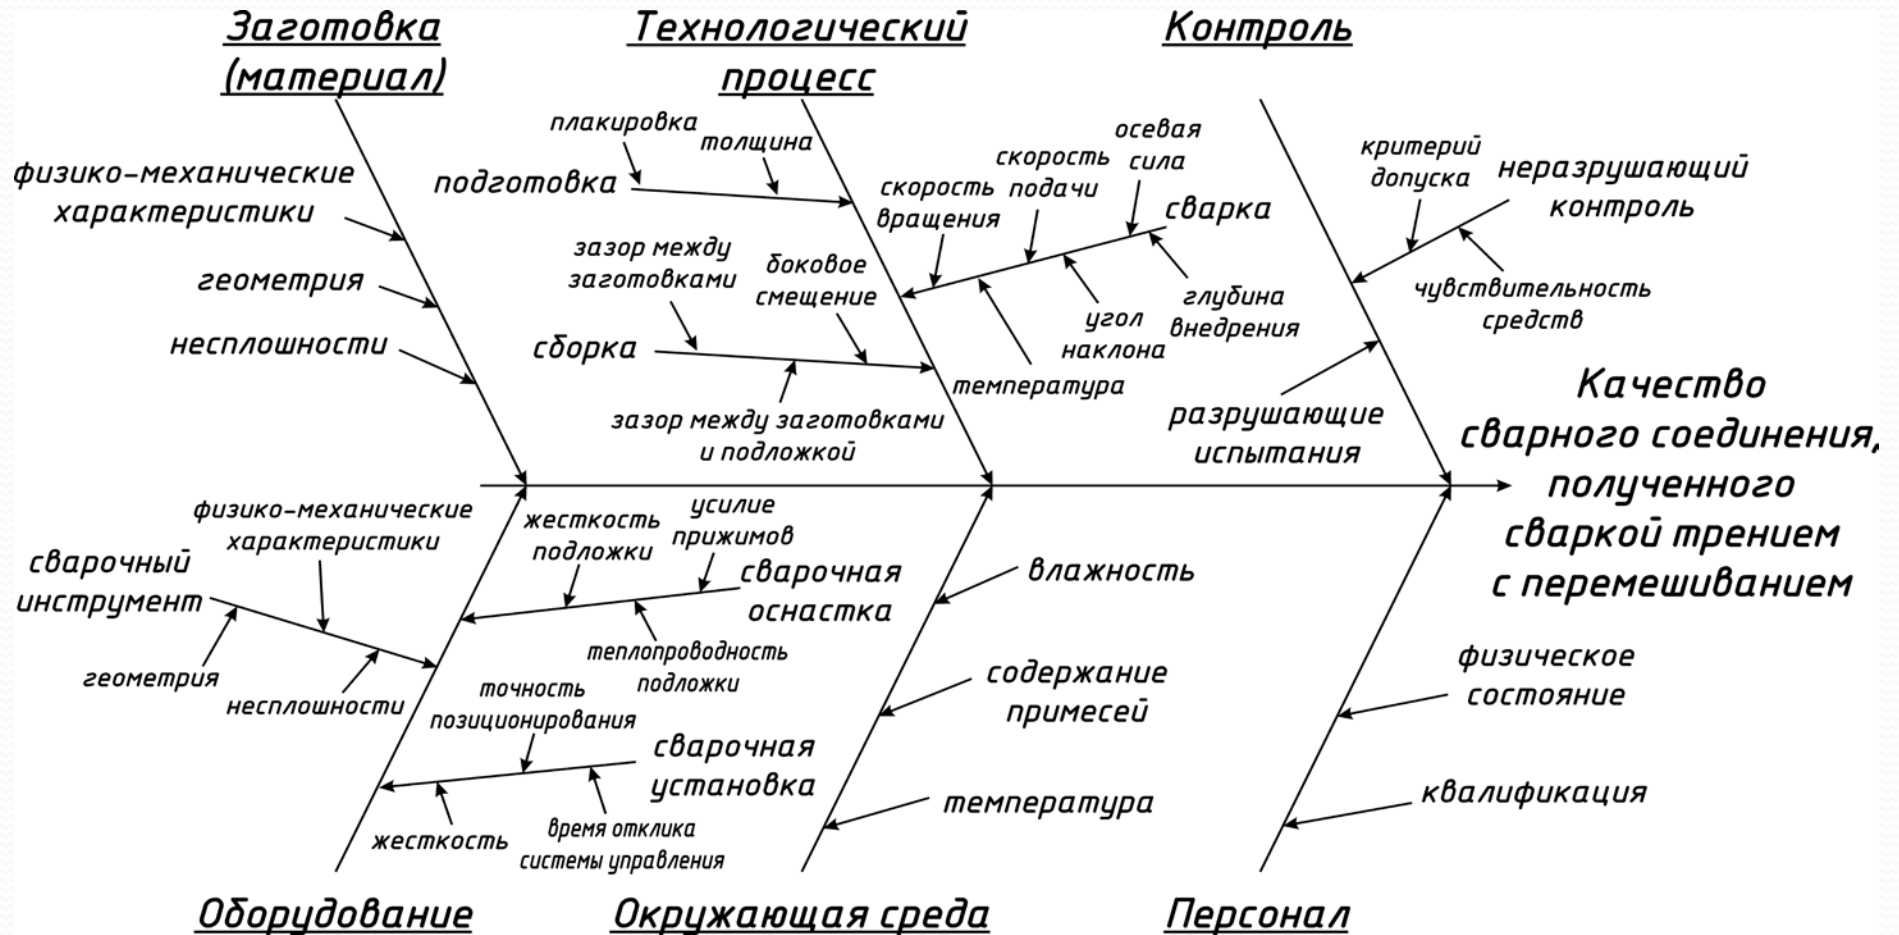 Заготовка
(материал)
Технологический
процесс
Контроль
физико-механические
характеристики
геометрия
несплошности
плакировка
толщина
подготовка
зазор между
заготовками
боковое
смещение
сборка
зазор между заготовками
и подложкой
скорость
вращения
скорость
подачи
осевая
сила
сварка
глубина
внедрения
угол
наклона
температура
критерий
допуска
неразрушающий
контроль
чувствительность
средств
разрушающие
испытания
Качество
сварного соединения,
полученного
сваркой трением
с перемешиванием
физико-механические
характеристики
сварочный
инструмент
геометрия
несплошности
жесткость
подложки
усилие
прижимов
сварочная
оснастка
теплопроводность
подложки
точность
позиционирования
сварочная
установка
жесткость
время отклика
системы управления
влажность
содержание
примесей
температура
физическое
состояние
квалификация
Оборудование
Окружающая среда
Персонал